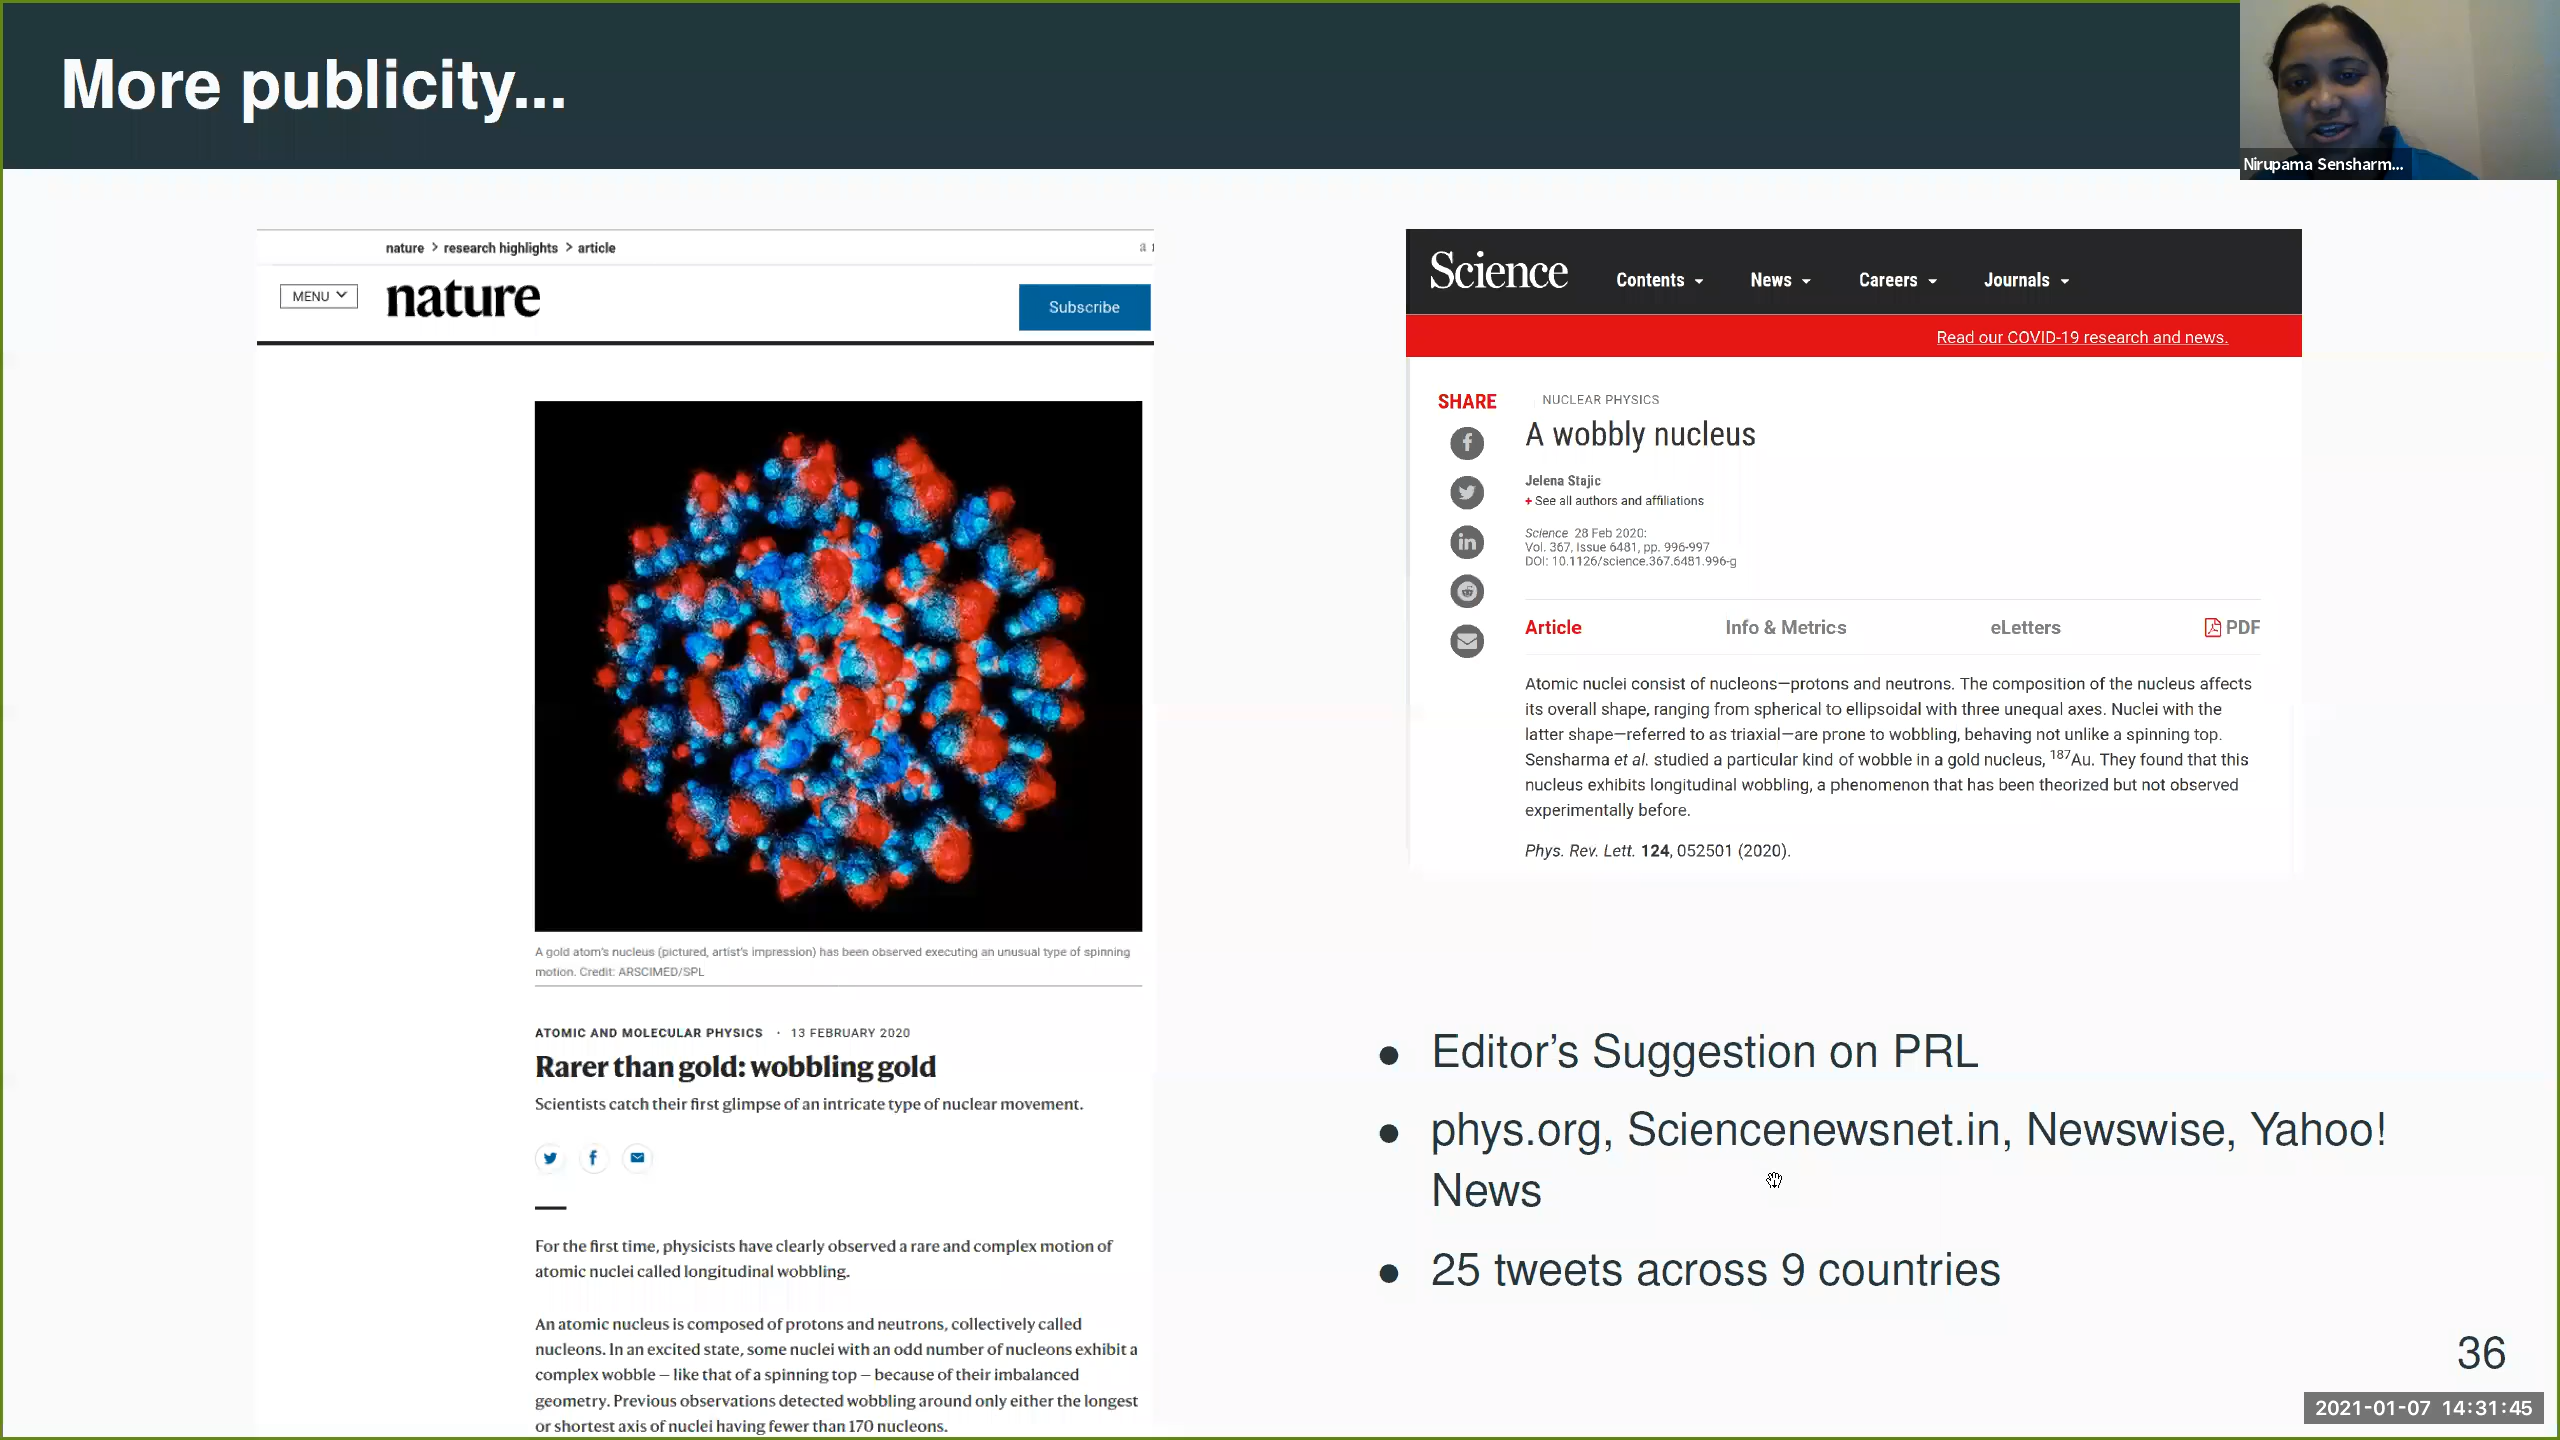 More publicity...
Nirupama Sensharm...
nature > research highlights > article
MENU
nature
Subscribe
A gold atom's nucleus (pictured, artist's impression) has been observed executing an unusual type of spinning
motion. Credit: ARSCIMED/SPL
ATOMIC AND MOLECULAR PHYSICS · 13 FEBRUARY 2020
Rarer than gold: wobbling gold
Scientists catch their first glimpse of an intricate type of nuclear movement.
For the first time, physicists have clearly observed a rare and complex motion of
atomic nuclei called longitudinal wobbling.
An atomic nucleus is composed of protons and neutrons, collectively called
nucleons. In an excited state, some nuclei with an odd number of nucleons exhibit a
complex wobble – like that of a spinning top – because of their imbalanced
geometry. Previous observations detected wobbling around only either the longest
or shortest axis of nuclei having fewer than 170 nucleons.
Science
Contents
News
Careers
Journals
Read our COVID-19 research and news.
SHARE
NUCLEAR PHYSICS
A wobbly nucleus
Jelena Stajic
+ See all authors and affiliations
Science 28 Feb 2020:
Vol. 367, Issue 6481, pp. 996-997
DOI: 10.1126/science.367.6481.996-g
Article
Info & Metrics
eLetters
PDF
Atomic nuclei consist of nucleons—protons and neutrons. The composition of the nucleus affects
its overall shape, ranging from spherical to ellipsoidal with three unequal axes. Nuclei with the
latter shape—referred to as triaxial—are prone to wobbling, behaving not unlike a spinning top.
Sensharma et al. studied a particular kind of wobble in a gold nucleus, ¹⁸⁷Au. They found that this
nucleus exhibits longitudinal wobbling, a phenomenon that has been theorized but not observed
experimentally before.
Phys. Rev. Lett. 124, 052501 (2020).
● Editor’s Suggestion on PRL
● phys.org, Sciencenewsnet.in, Newswise, Yahoo!
News
● 25 tweets across 9 countries
36
2021-01-07 14:31:45